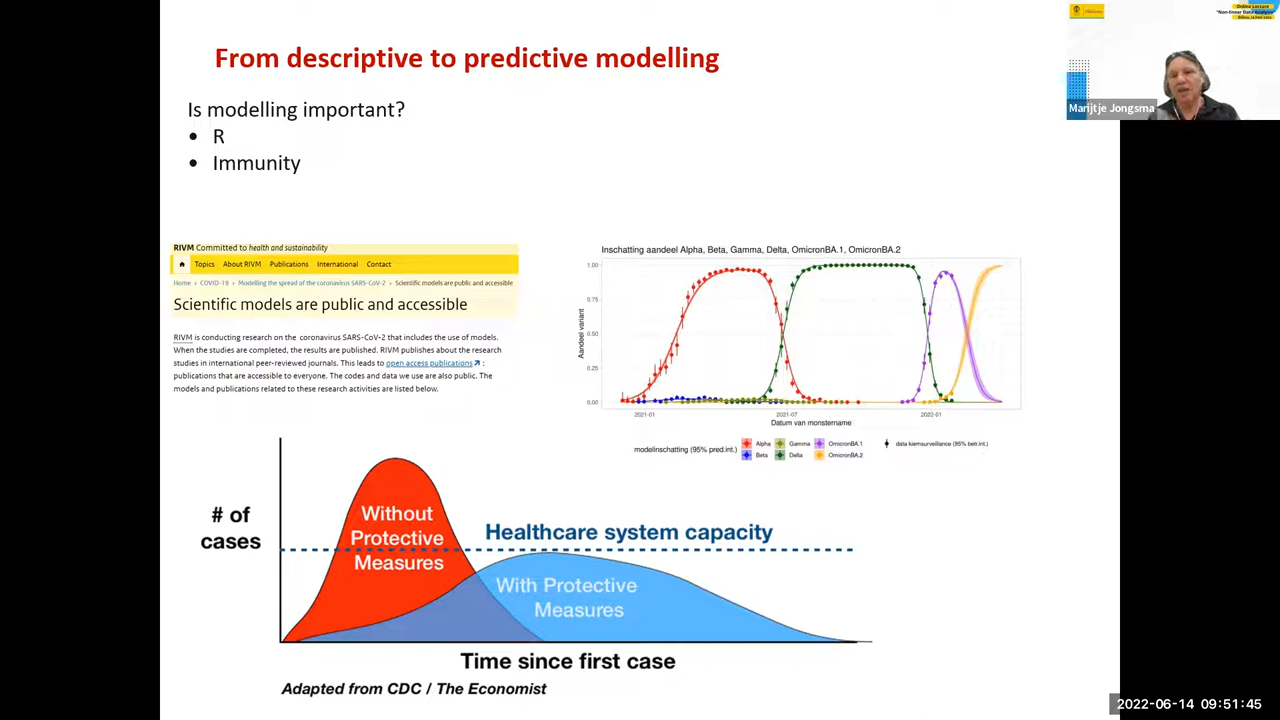 From descriptive to predictive modelling
Is modelling important?
• R
• Immunity
Online Lecture
"Non-linear Data Analysis"
Marijtje Jongsma
RIVM Committed to health and sustainability
Topics About RIVM Publications International Contact
Home › COVID-19 › Modelling the spread of the coronavirus SARS-CoV-2 › Scientific models are public and accessible
Scientific models are public and accessible
RIVM is conducting research on the coronavirus SARS-CoV-2 that includes the use of models.
When the studies are completed, the results are published. RIVM publishes about the research
studies in international peer-reviewed journals. This leads to open access publications :
publications that are accessible to everyone. The codes and data we use are also public. The
models and publications related to these research activities are listed below.
Inschatting aandeel Alpha, Beta, Gamma, Delta, OmicronBA.1, OmicronBA.2
1.00
0.75
0.50
0.25
0.00
Aandeel variant
2021-01 2021-07 2022-01
Datum van monstername
modelinschatting (95% pred.int.) Alpha Gamma OmicronBA.1 data kiemsurveillance (95% betr.int.)
Beta Delta OmicronBA.2
# of
cases
Without
Protective
Measures
Healthcare system capacity
With Protective
Measures
Time since first case
Adapted from CDC / The Economist
2022-06-14 09:51:45